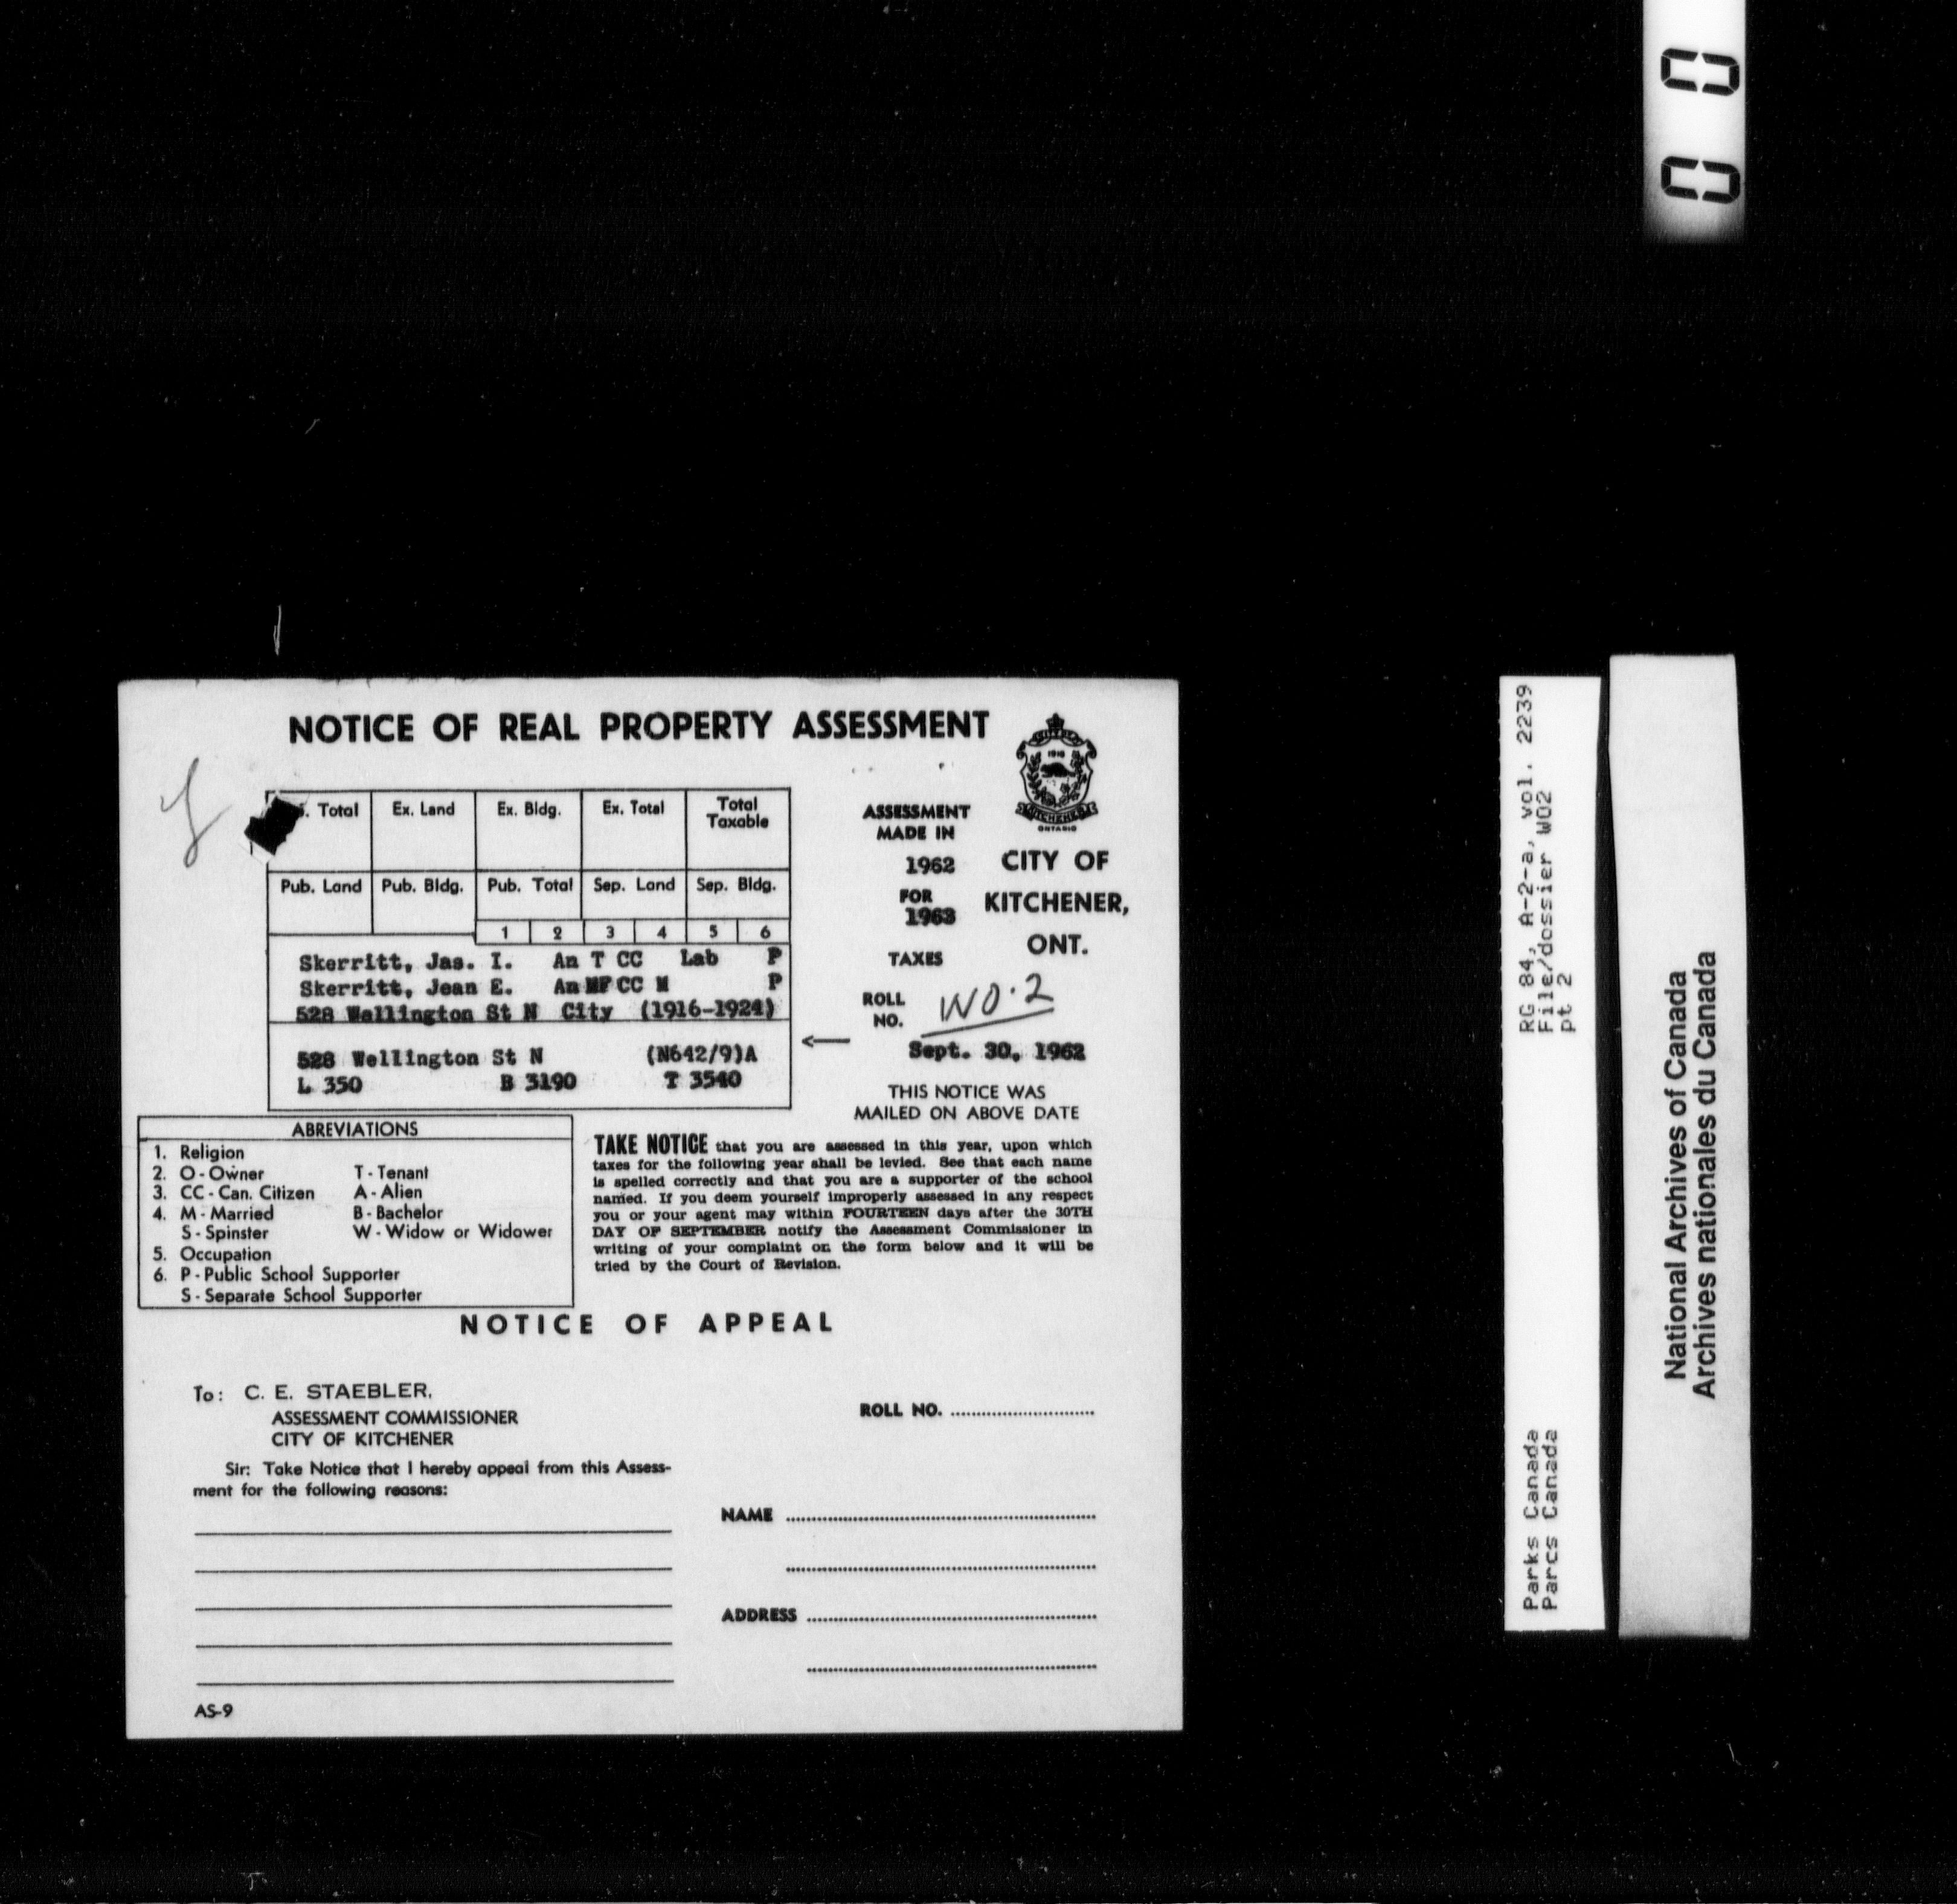 NOTICE OF REAL PROPERTY ASSESSMENT
Total Ex. Land Ex. Bldg. Ex. Total Total Taxable
Pub. Land Pub. Bldg. Pub. Total Sep. Land Sep. Bldg.
1 2 3 4 5 6
Skerritt, Jas. I. An T CC Lab P
Skerritt, Jean E. An MF CC M P
528 Wellington St N City (1916-1924)
528 Wellington St N (N642/9)A
L 350 B 3190 T 3540
ASSESSMENT
MADE IN
1962
FOR
1963
TAXES
ROLL
NO. WO.2
Sept. 30, 1962
THIS NOTICE WAS
MAILED ON ABOVE DATE
KITCHENER
ONTARIO
CITY OF
KITCHENER,
ONT.
ABREVIATIONS
1. Religion
2. O - Owner T - Tenant
3. CC - Can. Citizen A - Alien
4. M - Married B - Bachelor
S - Spinster W - Widow or Widower
5. Occupation
6. P - Public School Supporter
S - Separate School Supporter
TAKE NOTICE that you are assessed in this year, upon which
taxes for the following year shall be levied. See that each name
is spelled correctly and that you are a supporter of the school
named. If you deem yourself improperly assessed in any respect
you or your agent may within FOURTEEN days after the 30TH
DAY OF SEPTEMBER notify the Assessment Commissioner in
writing of your complaint on the form below and it will be
tried by the Court of Revision.
NOTICE OF APPEAL
To: C. E. STAEBLER,
ASSESSMENT COMMISSIONER
CITY OF KITCHENER
Sir: Take Notice that I hereby appeal from this Assess-
ment for the following reasons:
ROLL NO.
NAME
ADDRESS
AS-9
RG 84, A-2-a, vol. 2239
File/dossier W02
pt 2
Parks Canada
Parcs Canada
National Archives of Canada
Archives nationales du Canada
00